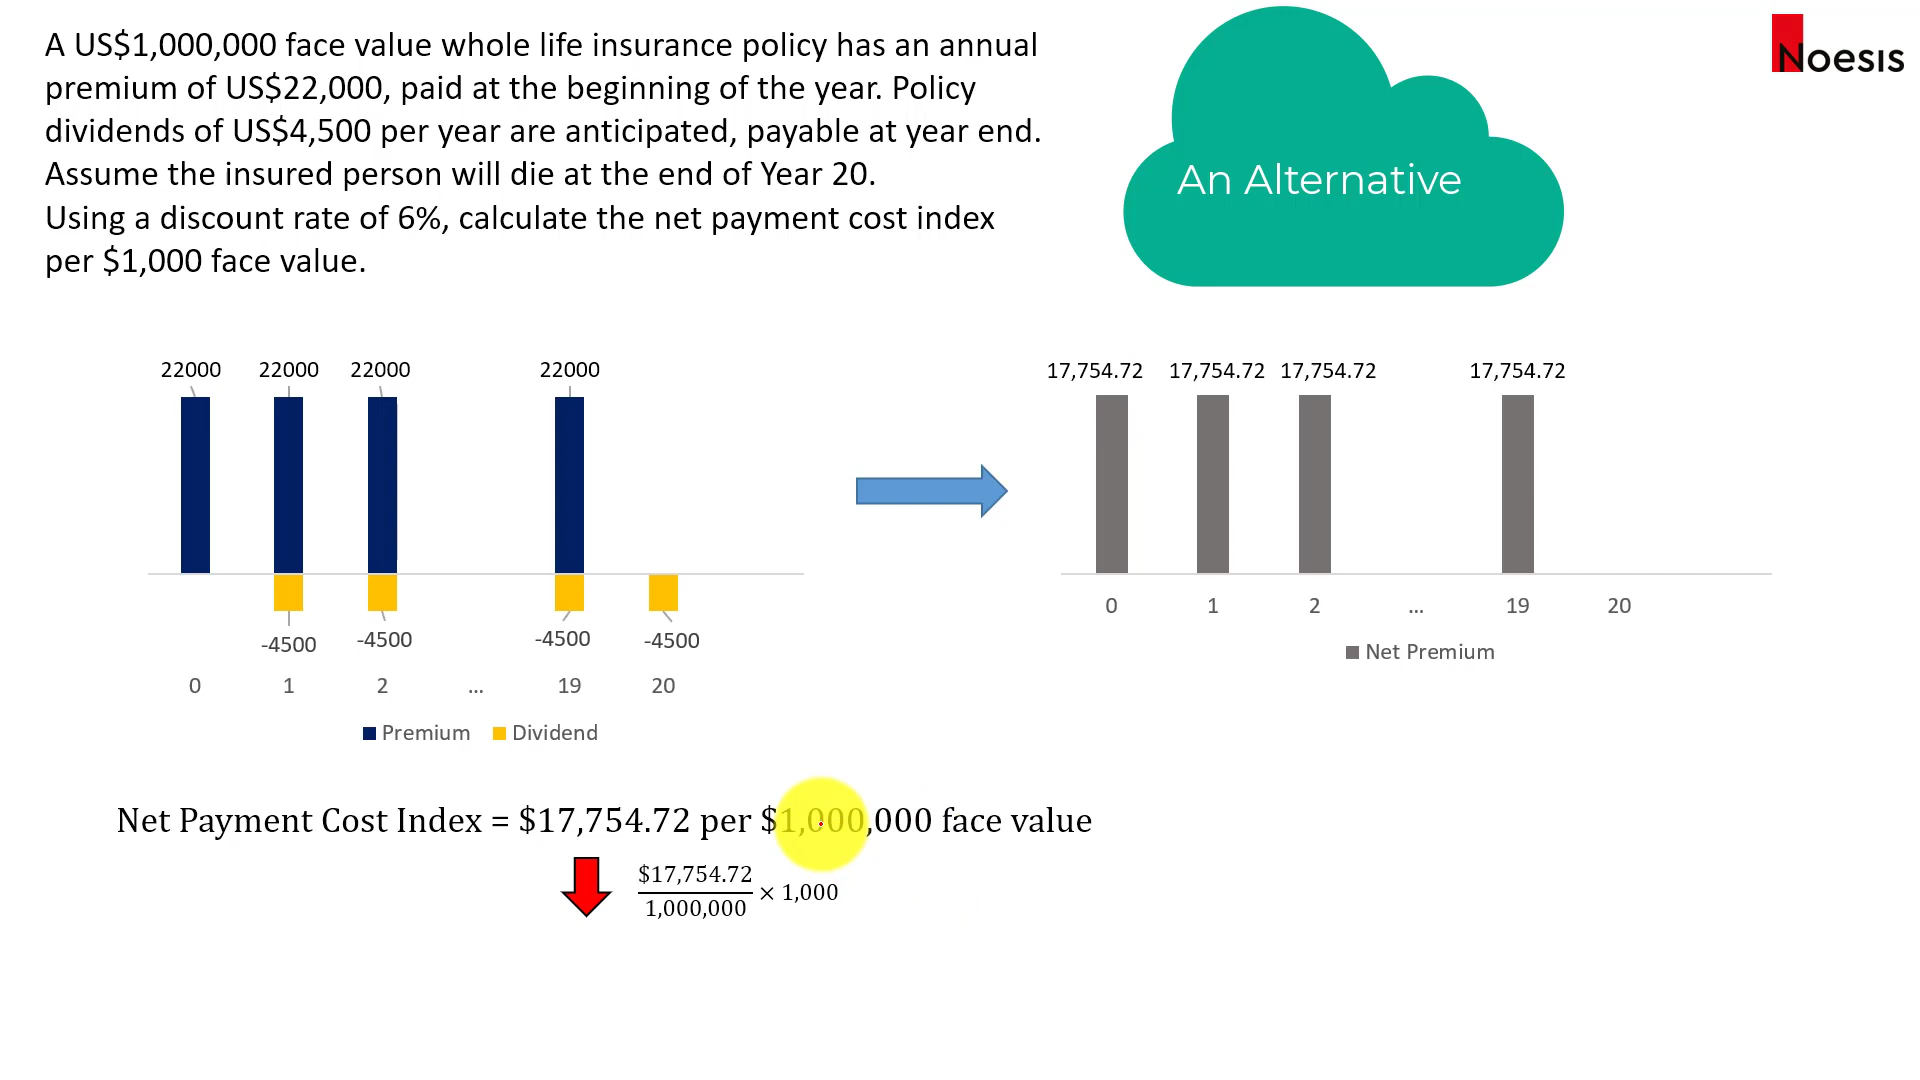 A US$1,000,000 face value whole life insurance policy has an annual
premium of US$22,000, paid at the beginning of the year. Policy
dividends of US$4,500 per year are anticipated, payable at year end.
Assume the insured person will die at the end of Year 20.
Using a discount rate of 6%, calculate the net payment cost index
per $1,000 face value.
An Alternative
Noesis
22000 22000 22000 22000
-4500 -4500 -4500 -4500
0 1 2 ... 19 20
Premium Dividend
17,754.72 17,754.72 17,754.72 17,754.72
0 1 2 ... 19 20
Net Premium
Net Payment Cost Index = $17,754.72 per $1,000,000 face value
$17,754.72
1,000,000
× 1,000